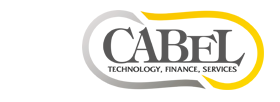 CABEL
TECHNOLOGY, FINANCE, SERVICES